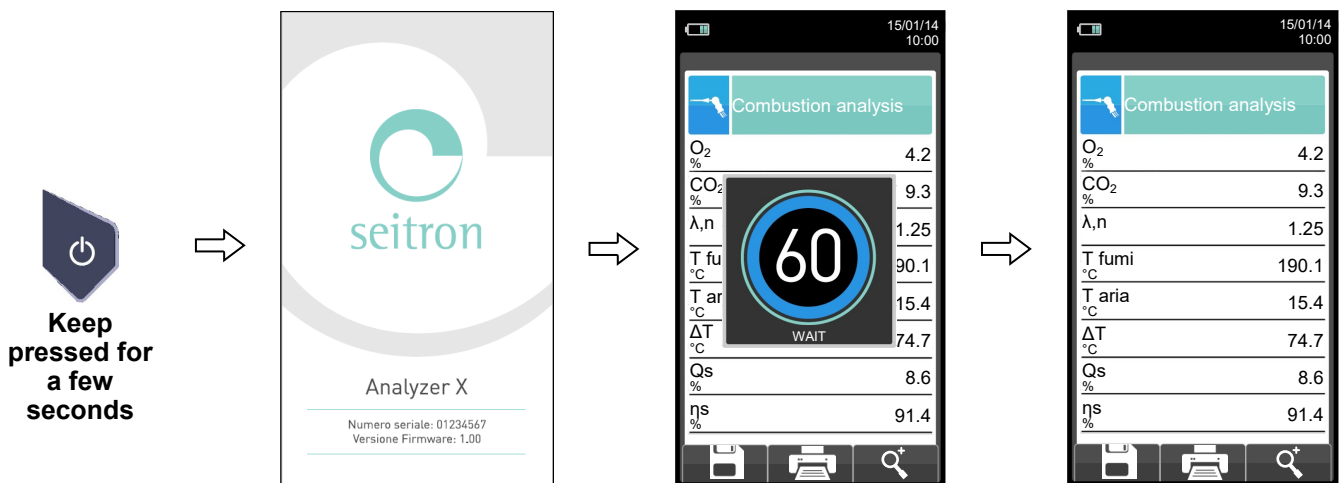 Keep
pressed for
a few
seconds
seitron
Analyzer X
Numero seriale: 01234567
Versione Firmware: 1.00
15/01/14
10:00
Combustion analysis
O₂
% 4.2
CO₂
% 9.3
λ,n 1.25
T fu 90.1
°C
T ar 15.4
°C
ΔT 74.7
°C
Qs 8.6
%
ηs 91.4
%
60
WAIT
15/01/14
10:00
Combustion analysis
O₂ 4.2
%
CO₂ 9.3
%
λ,n 1.25
T fumi 190.1
°C
T aria 15.4
°C
ΔT 74.7
°C
Qs 8.6
%
ηs 91.4
%